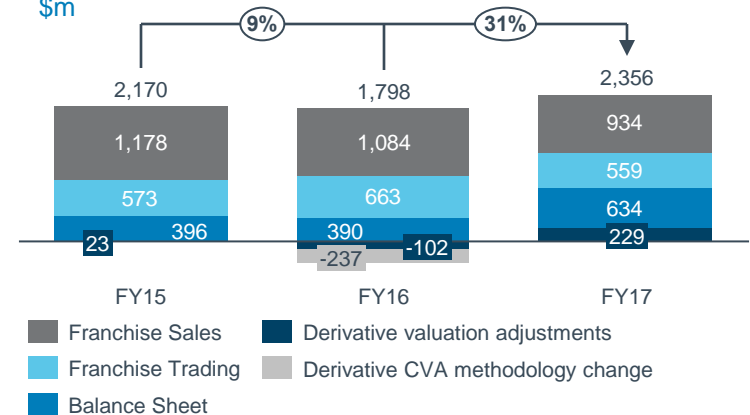 $m
9%
31%
2,170
1,798
2,356
1,178
1,084
934
573
663
559
23
396
390
634
-237
-102
229
FY15
FY16
FY17
Franchise Sales
Derivative valuation adjustments
Franchise Trading
Derivative CVA methodology change
Balance Sheet